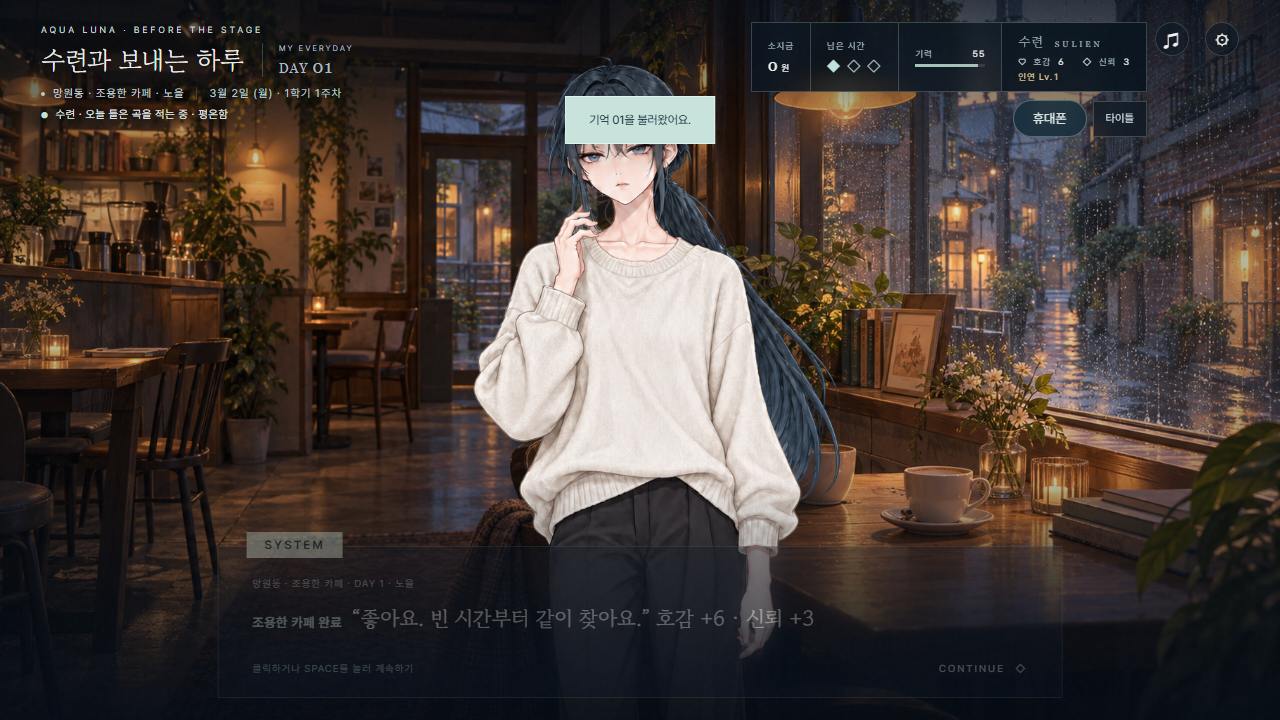 AQUA LUNA · BEFORE THE STAGE
수련과 보내는 하루
MY EVERYDAY
DAY 01
망원동 · 조용한 카페 · 노을
3월 2일 (월) · 1학기 1주차
수련 · 오늘 들은 곡을 적는 중 · 평온함
기억 01을 불러왔어요.
소지금
0 원
남은 시간
기력 55
수련 SULIEN
호감 6 신뢰 3
인연 Lv.1
휴대폰
타이틀
SYSTEM
망원동 · 조용한 카페 · DAY 1 · 노을
조용한 카페 완료 “좋아요. 빈 시간부터 같이 찾아요.” 호감 +6 · 신뢰 +3
클릭하거나 SPACE를 눌러 계속하기
CONTINUE